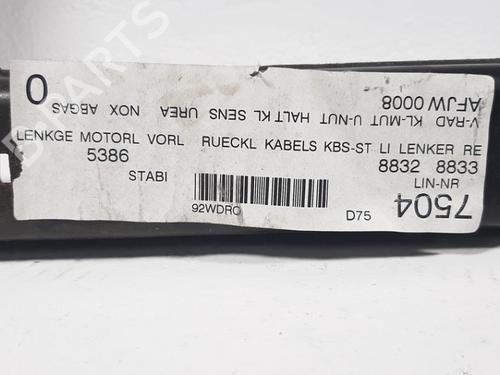 0
V-RAD KL-MUT U-NUT HALT KL SENS UREA NOX ABGAS
AFJW 0008
LENKGE MOTORL VORL RUECKL KABELS KBS-ST LI LENKER RE
5386
8832 8833
STABI
LIN-NR
7504
92WDRO
D75
B-PARTS